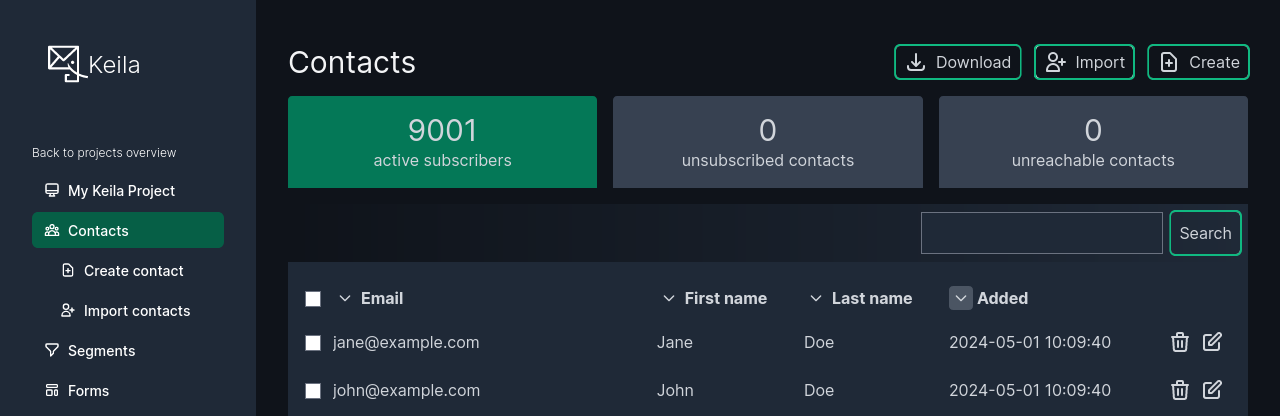 Keila
Back to projects overview
My Keila Project
Contacts
Create contact
Import contacts
Segments
Forms
Contacts
Download
Import
Create
9001
active subscribers
0
unsubscribed contacts
0
unreachable contacts
Search
Email First name Last name Added
jane@example.com Jane Doe 2024-05-01 10:09:40
john@example.com John Doe 2024-05-01 10:09:40